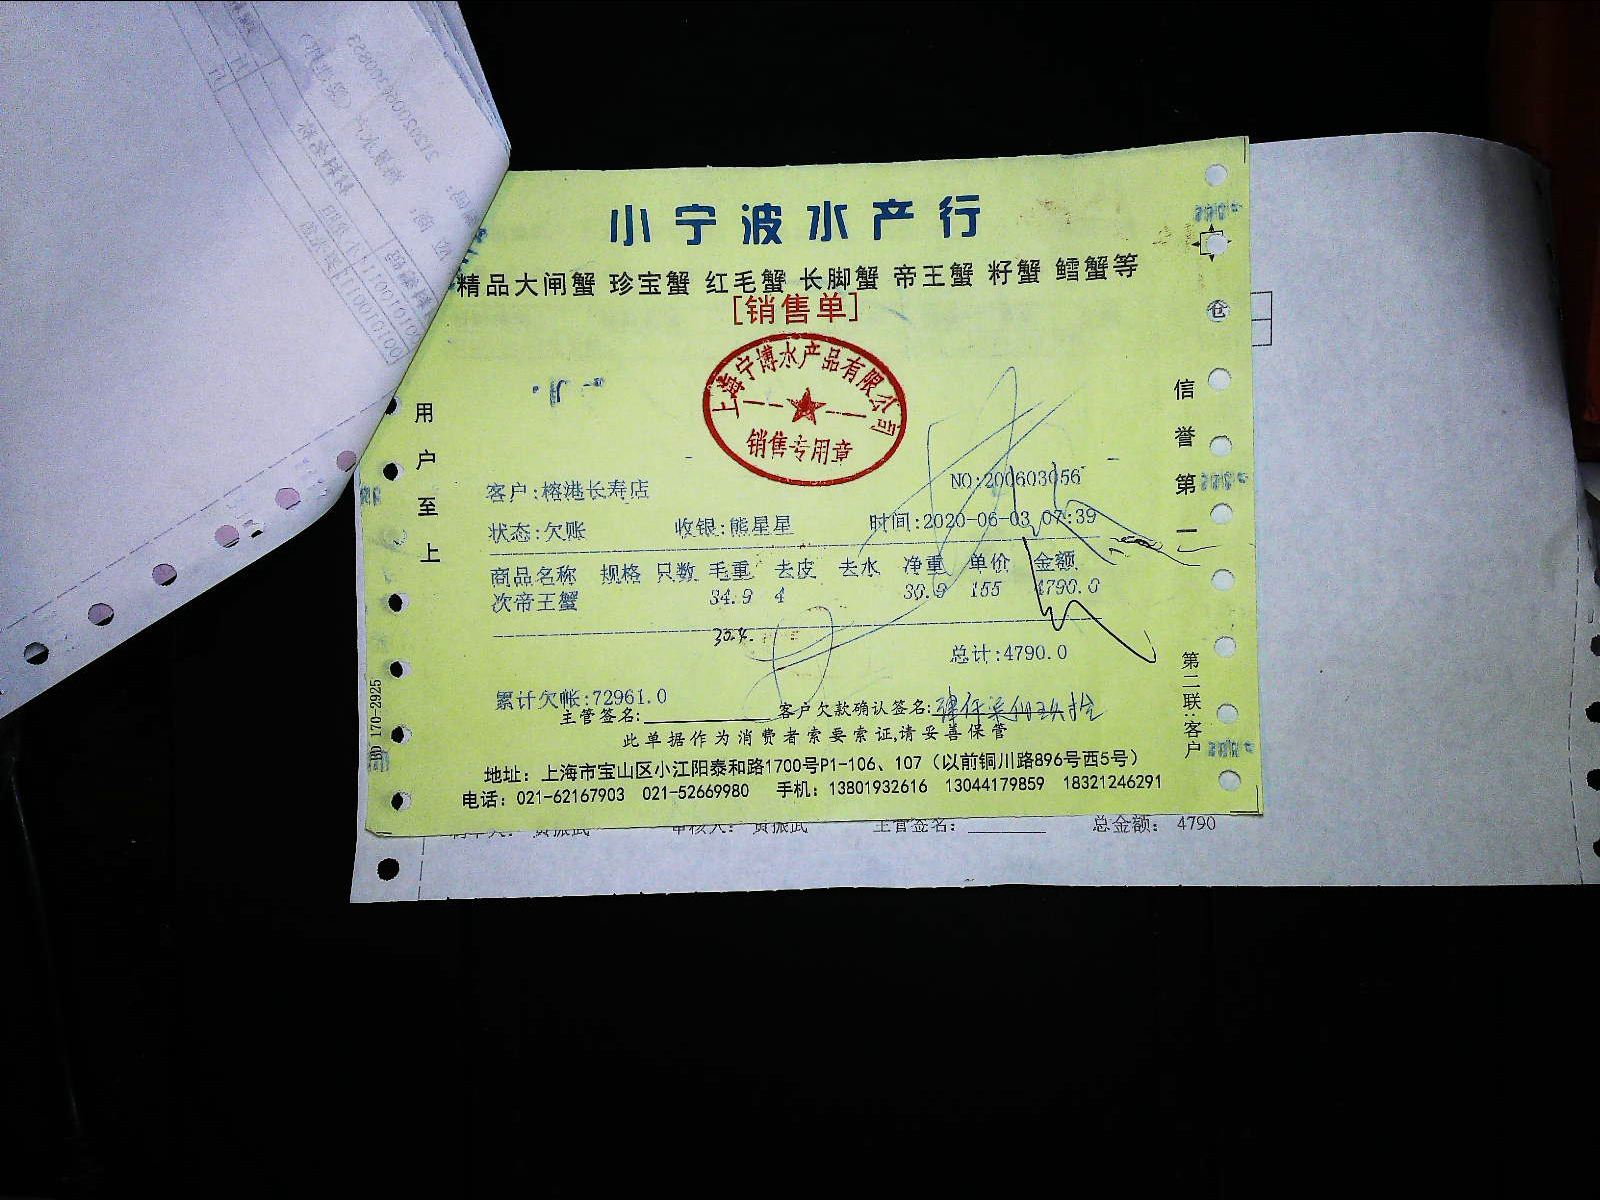 小宁波水产行
精品大闸蟹 珍宝蟹 红毛蟹 长脚蟹 帝王蟹 籽蟹 鳕蟹等
[销售单]
上海宁博水产品有限公司
销售专用章
用户至上
信誉第一
仓
客户:榕港长寿店 NO:200603056
状态:欠账 收银:熊星星 时间:2020-06-03 07:39
商品名称 规格 只数 毛重 去皮 去水 净重 单价 金额
次帝王蟹 34.9 4 30.9 155 4790.0
30.4.
总计:4790.0
累计欠帐:72961.0
主管签名: 客户欠款确认签名:
此单据作为消费者索要索证,请妥善保管
地址：上海市宝山区小江阳泰和路1700号P1-106、107（以前铜川路896号西5号）
电话：021-62167903 021-52669980 手机：13801932616 13044179859 18321246291
170-2925
第二联:客户
审核人： 黄振武 主管签名： 总金额： 4790